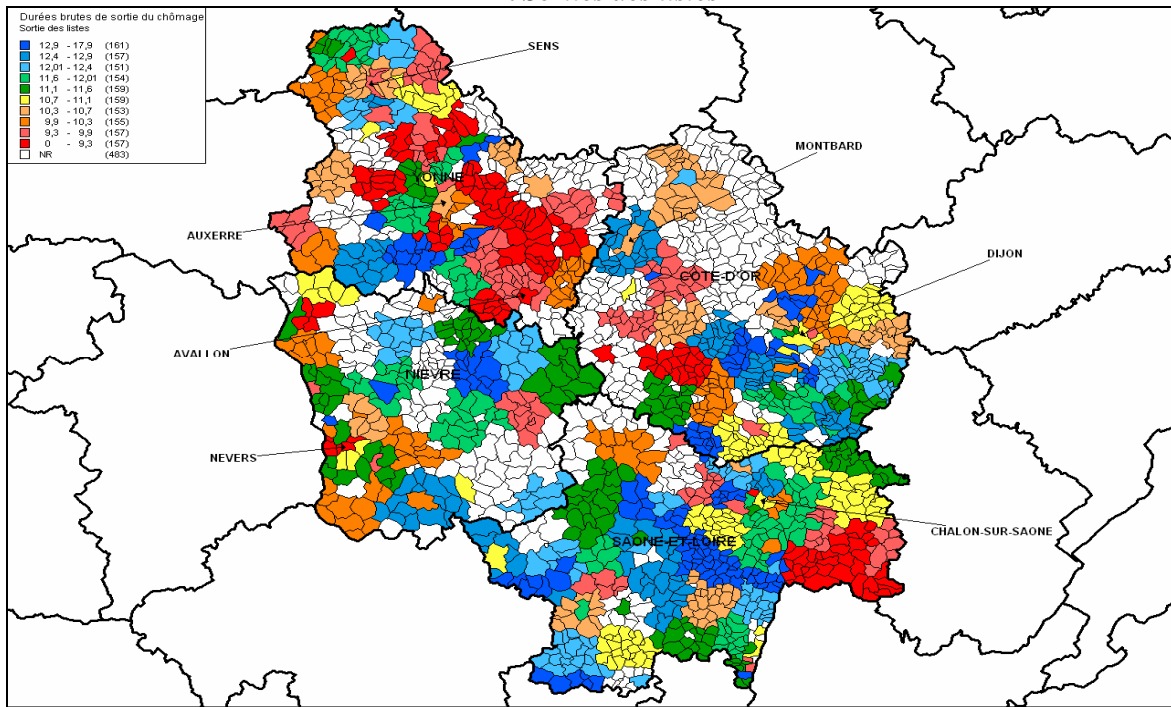 Durées brutes de sortie du chômage
Sortie des listes
12,9 - 17,9 (161)
12,4 - 12,9 (157)
12,01 - 12,4 (151)
11,6 - 12,01 (154)
11,1 - 11,6 (159)
10,7 - 11,1 (159)
10,3 - 10,7 (153)
9,9 - 10,3 (155)
9,3 - 9,9 (157)
0 - 9,3 (157)
NR (483)
SENS
MONTBARD
YONNE
AUXERRE
DIJON
CÔTE-D'OR
AVALLON
NIEVRE
NEVERS
CHALON-SUR-SAONE
SAONE-ET-LOIRE